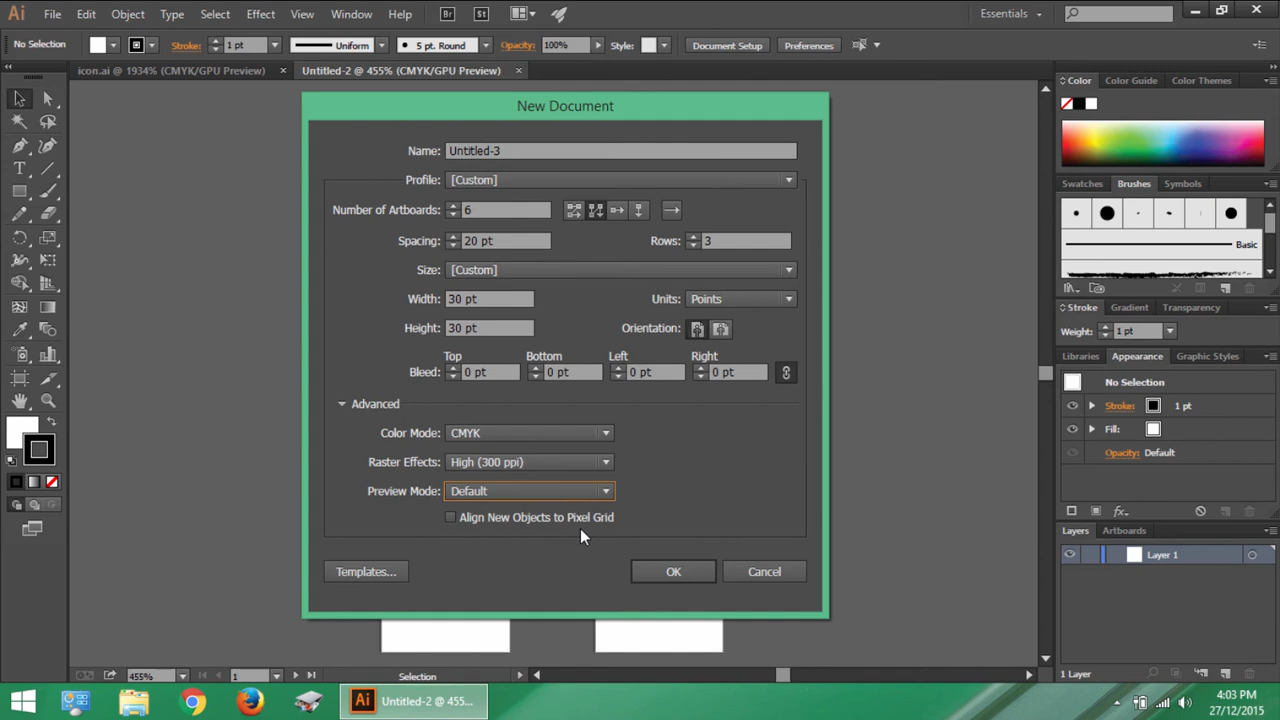 Ai File Edit Object Type Select Effect View Window Help Br St Essentials
No Selection Stroke: 1 pt Uniform 5 pt. Round Opacity: 100% Style: Document Setup Preferences
icon.ai @ 1934% (CMYK/GPU Preview) × Untitled-2 @ 455% (CMYK/GPU Preview) ×
Color Color Guide Color Themes
New Document
Name: Untitled-3
Profile: [Custom]
Number of Artboards: 6
Spacing: 20 pt Rows: 3
Size: [Custom]
Width: 30 pt Units: Points
Height: 30 pt Orientation:
Top Bottom Left Right
Bleed: 0 pt 0 pt 0 pt 0 pt
Advanced
Color Mode: CMYK
Raster Effects: High (300 ppi)
Preview Mode: Default
Align New Objects to Pixel Grid
Templates... OK Cancel
Swatches Brushes Symbols
Basic
Stroke Gradient Transparency
Weight: 1 pt
Libraries Appearance Graphic Styles
No Selection
Stroke: 1 pt
Fill:
Opacity: Default
fx
Layers Artboards
Layer 1
1 Layer
455% 1 Selection
Ai Untitled-2 @ 455...
4:03 PM
27/12/2015